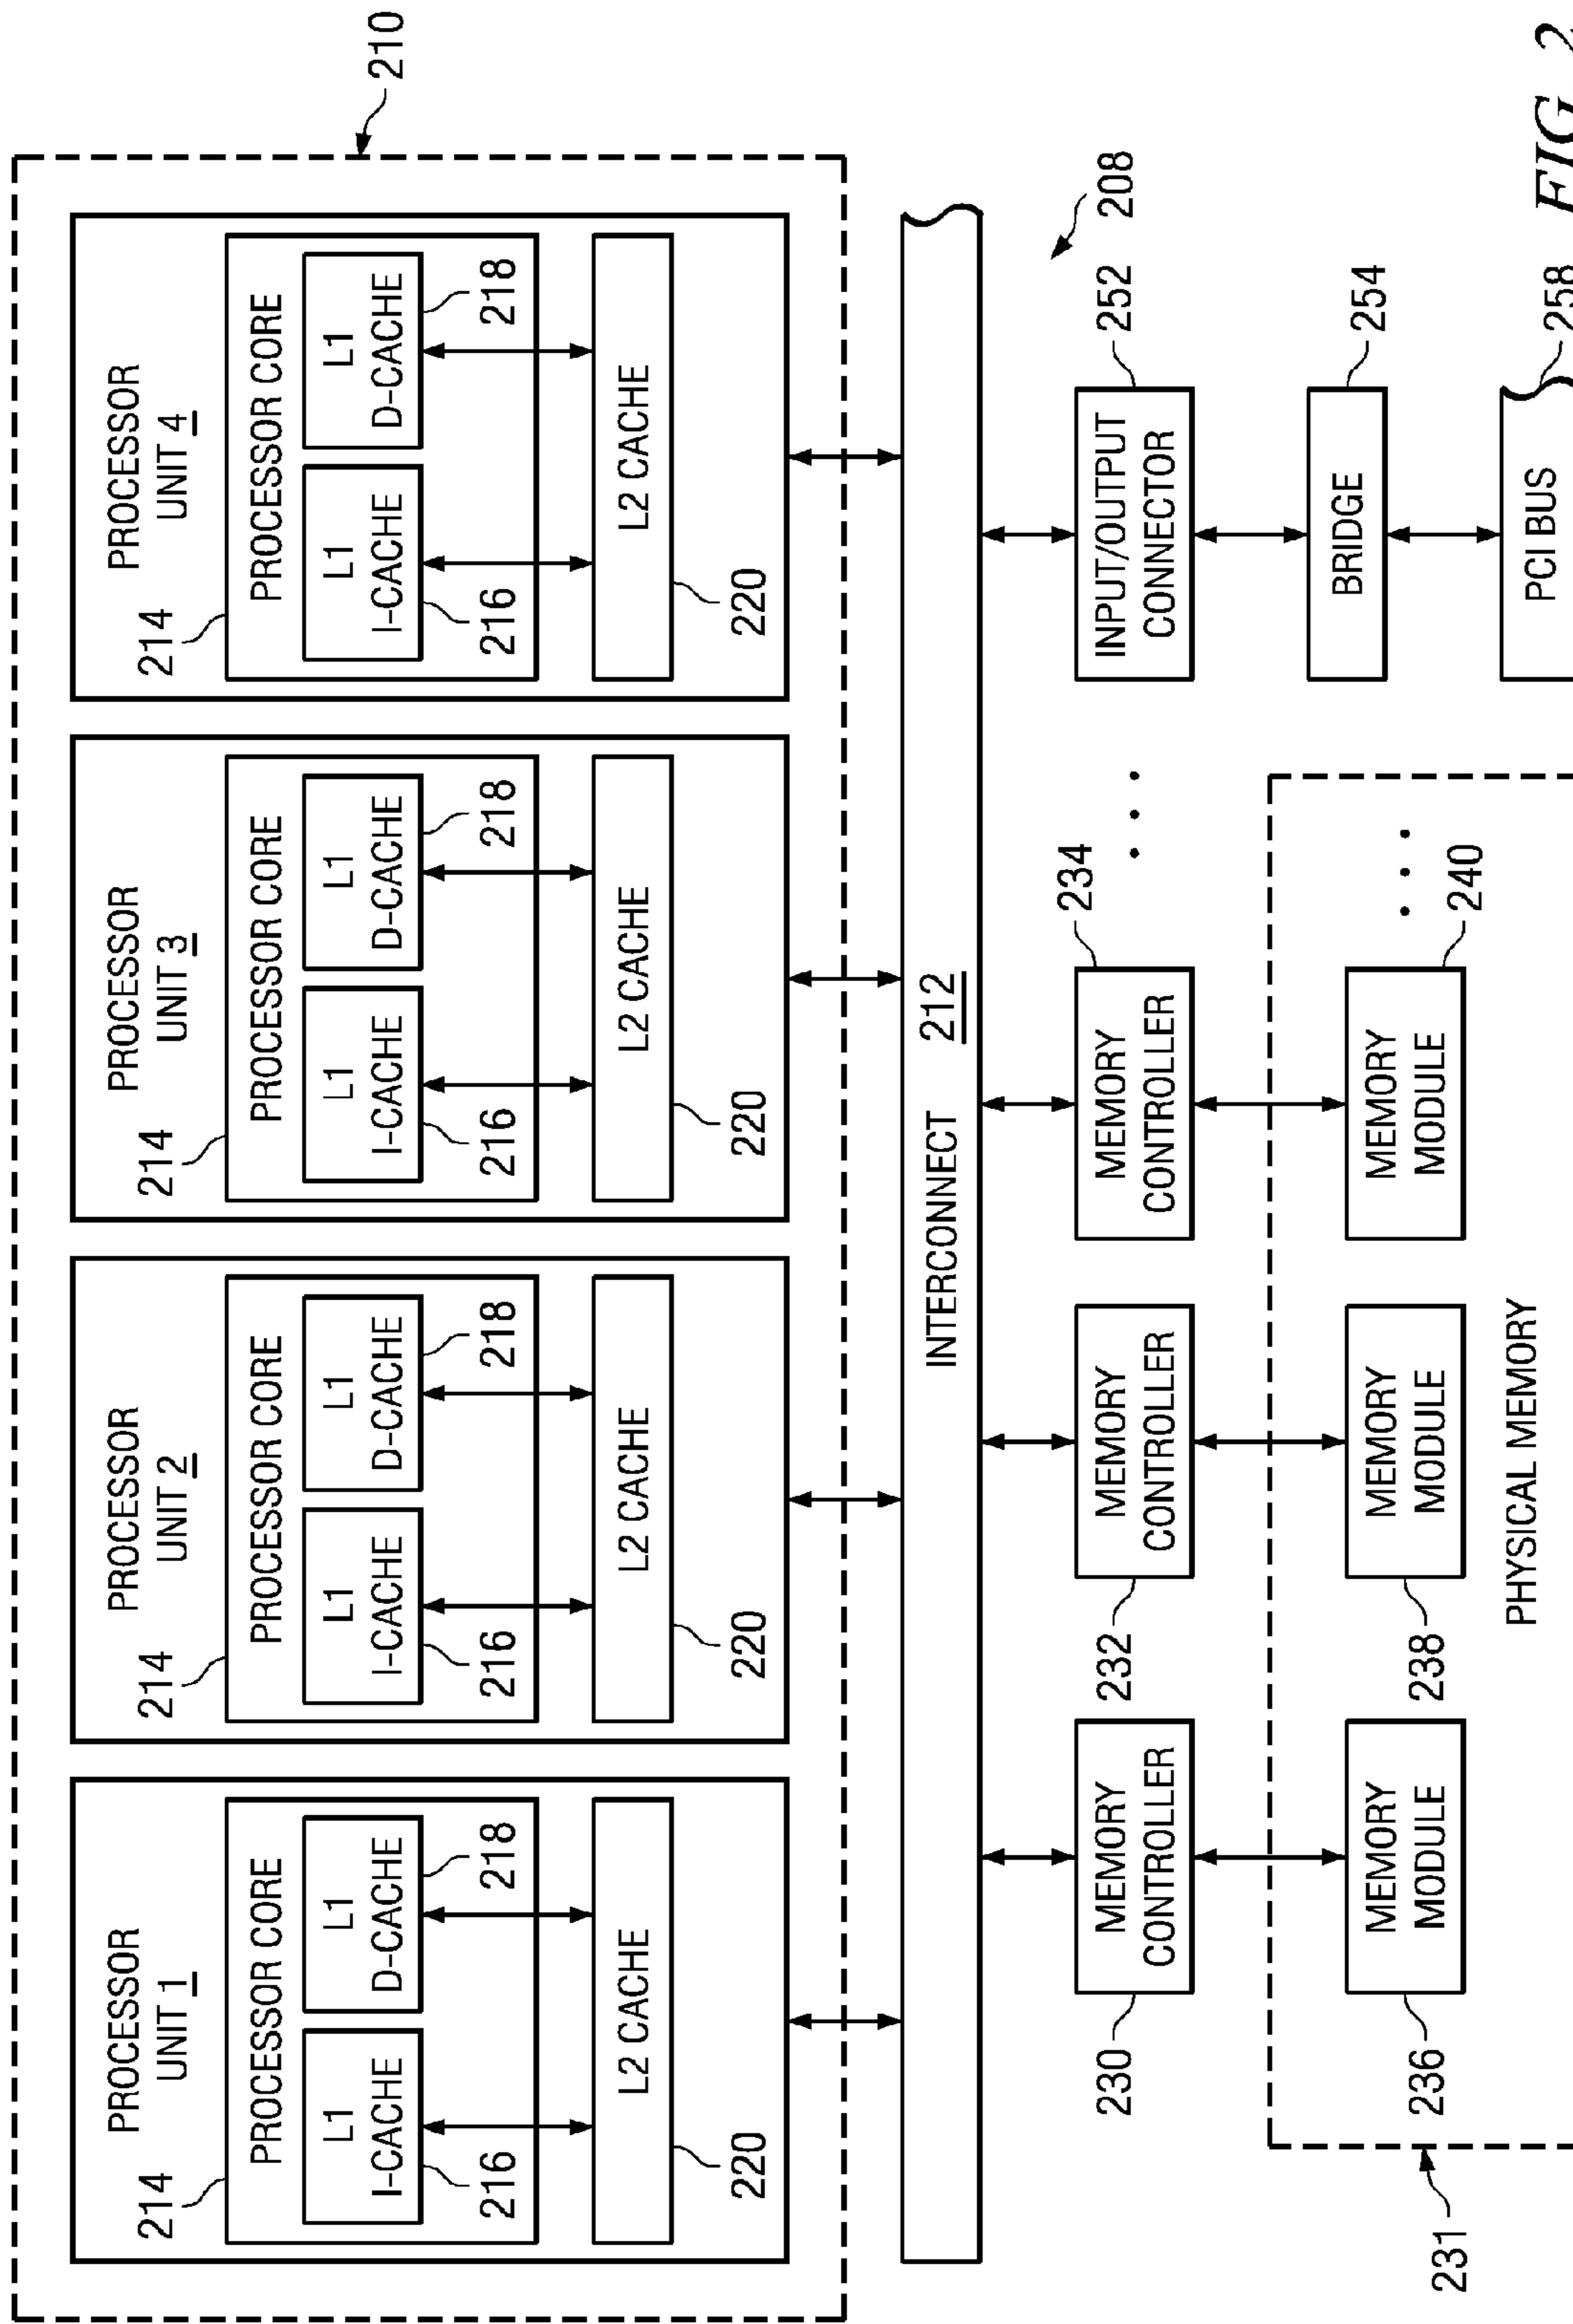 210
PROCESSOR
UNIT 1
214
PROCESSOR CORE
L1
I-CACHE
216
L1
D-CACHE
218
L2 CACHE
220
PROCESSOR
UNIT 2
214
PROCESSOR CORE
L1
I-CACHE
216
L1
D-CACHE
218
L2 CACHE
220
PROCESSOR
UNIT 3
214
PROCESSOR CORE
L1
I-CACHE
216
L1
D-CACHE
218
L2 CACHE
220
PROCESSOR
UNIT 4
214
PROCESSOR CORE
L1
I-CACHE
216
L1
D-CACHE
218
L2 CACHE
220
INTERCONNECT 212
208
230
MEMORY
CONTROLLER
232
MEMORY
CONTROLLER
234
MEMORY
CONTROLLER
. . .
252
INPUT/OUTPUT
CONNECTOR
254
BRIDGE
231
236
MEMORY
MODULE
238
MEMORY
MODULE
240
MEMORY
MODULE
. . .
PHYSICAL MEMORY
PCI BUS
258
FIG. 2